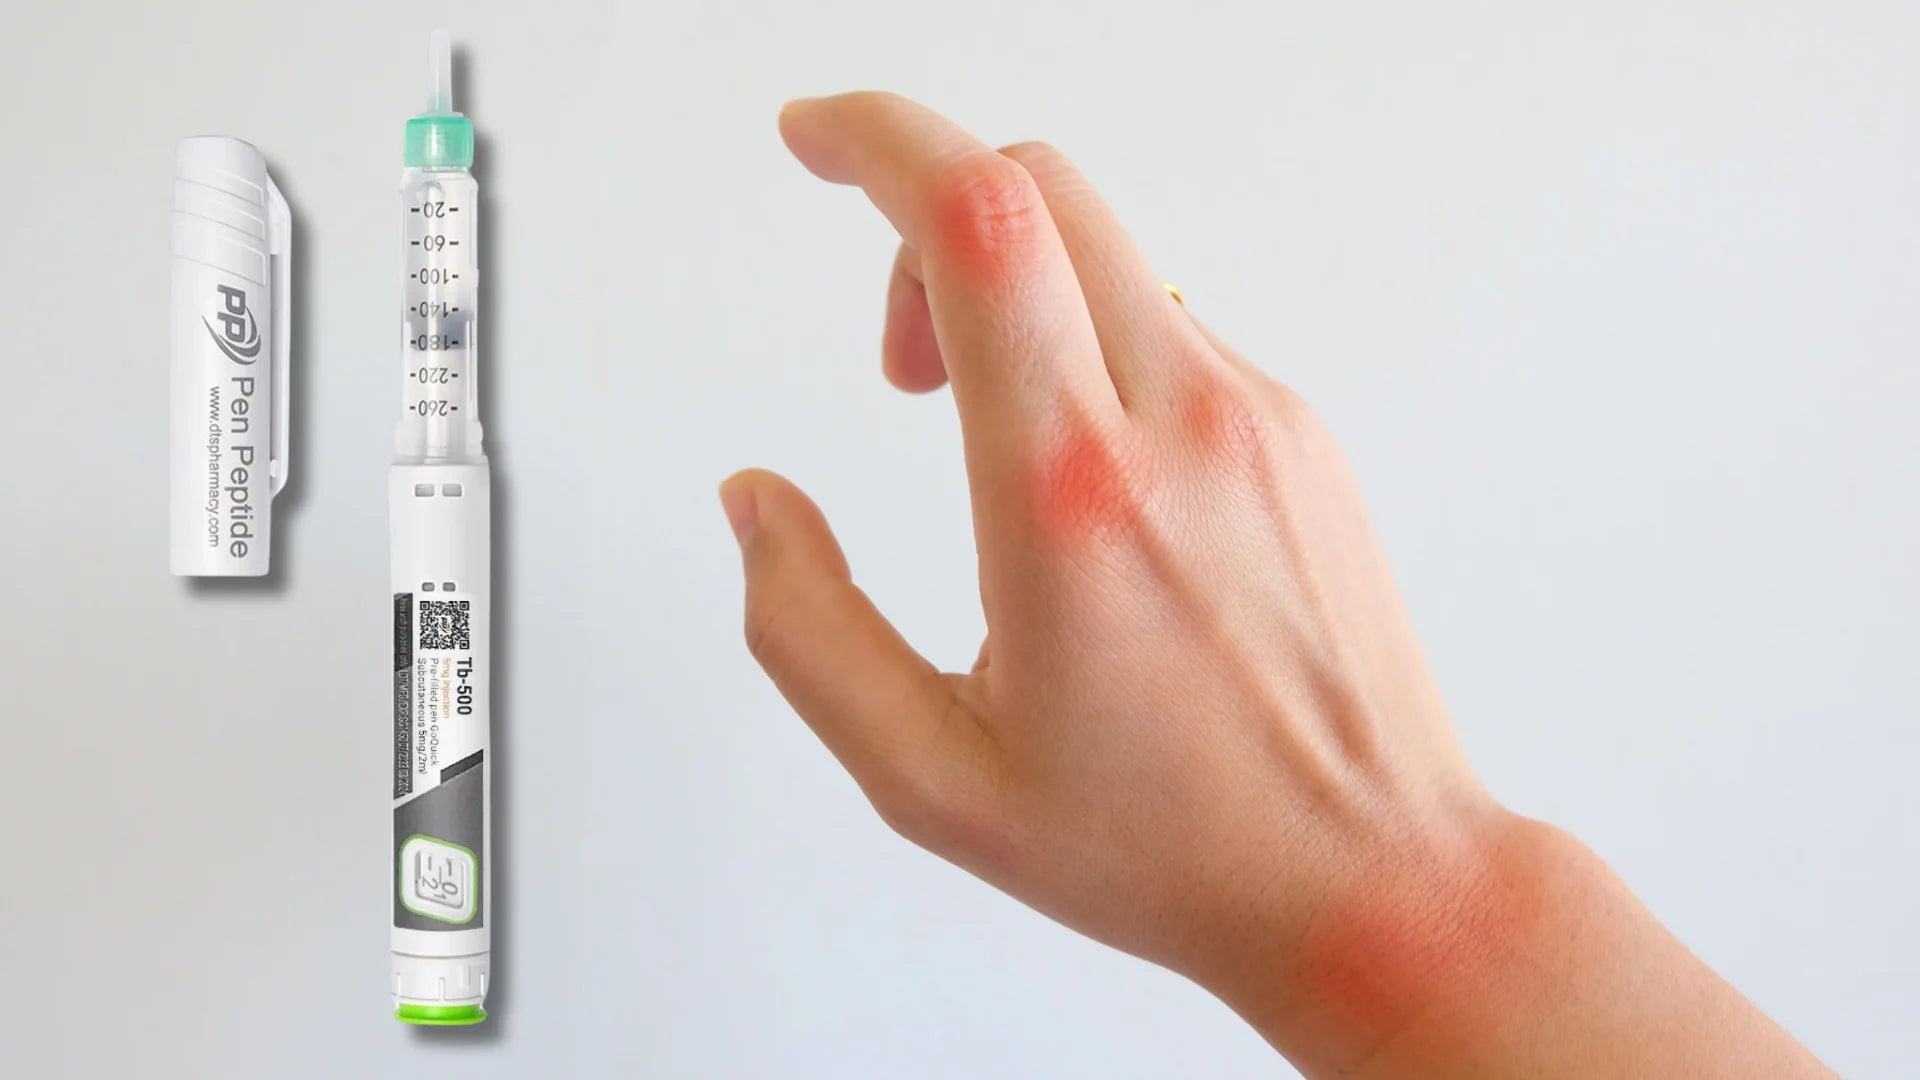 PP
Pen Peptide
www.dtspharmacy.com
-20-
-60-
-100-
-140-
-180-
-220-
-260-
Tb-500
5mg Injection
Pre-filled pen GoQuick
Subcutaneous 5mg/2ml